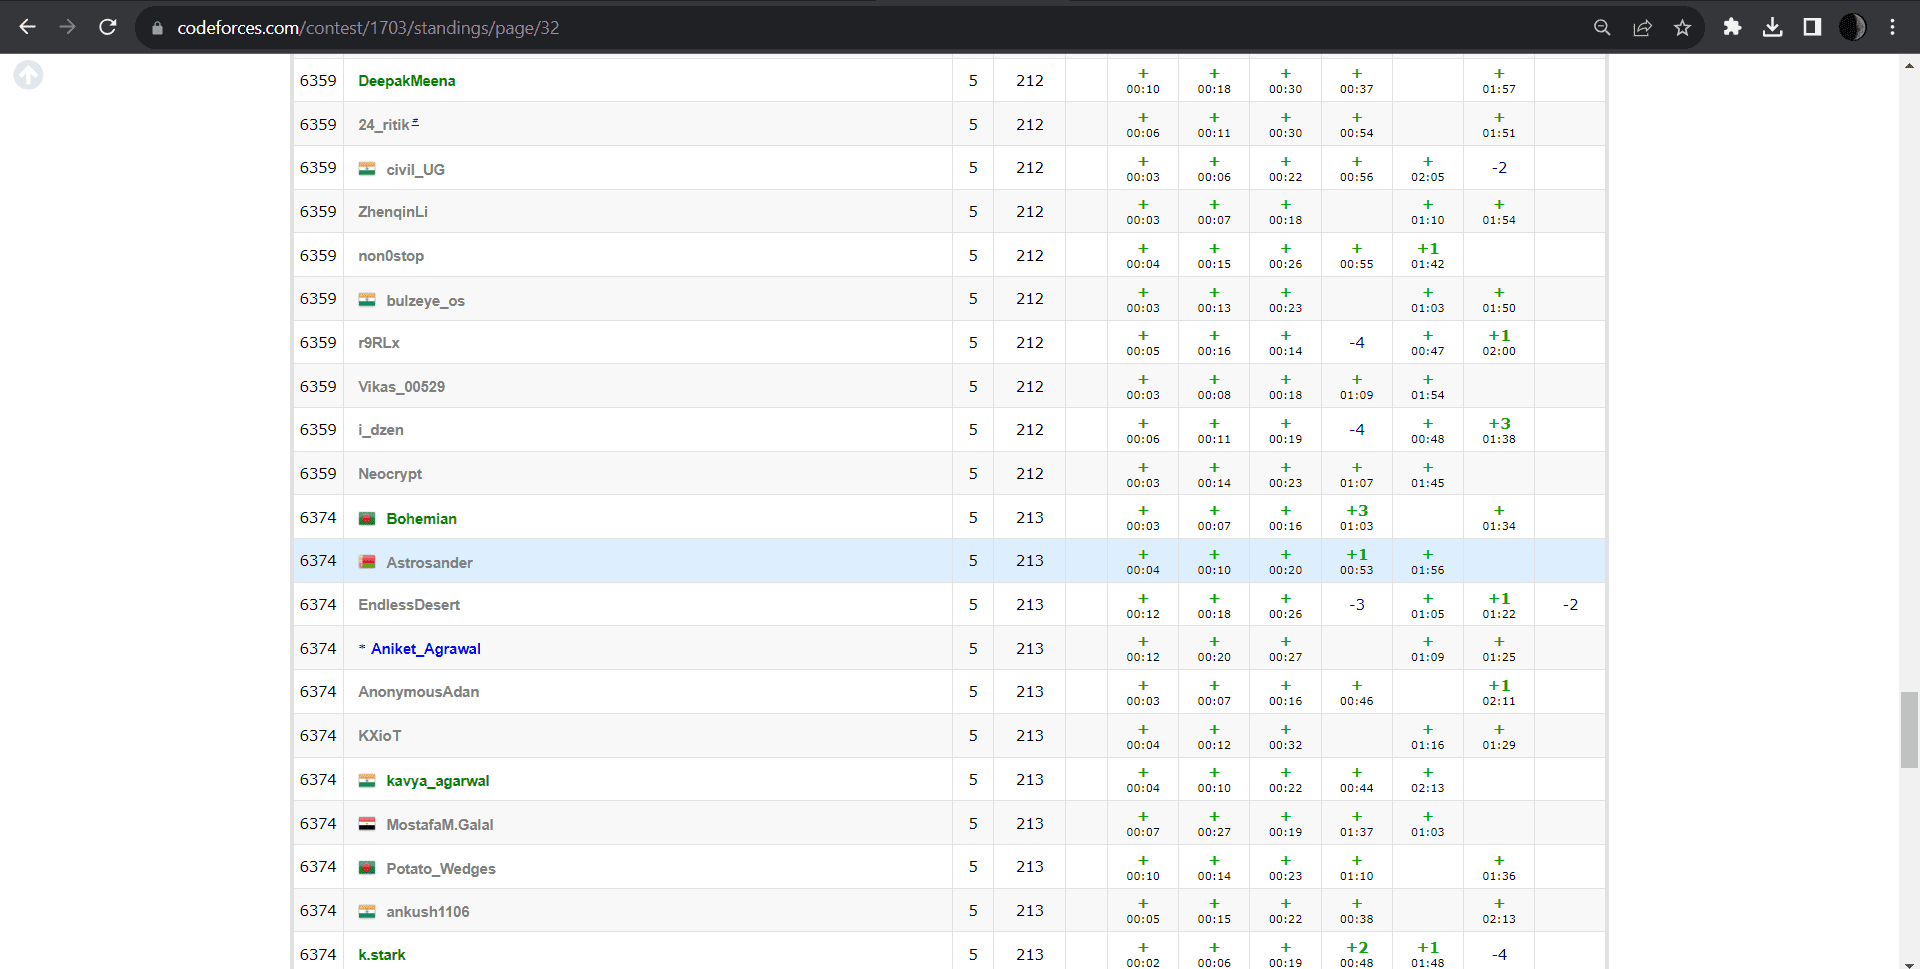 codeforces.com/contest/1703/standings/page/32
6359 DeepakMeena 5 212 + 00:10 + 00:18 + 00:30 + 00:37 + 01:57
6359 24_ritik# 5 212 + 00:06 + 00:11 + 00:30 + 00:54 + 01:51
6359 civil_UG 5 212 + 00:03 + 00:06 + 00:22 + 00:56 + 02:05 -2
6359 ZhenqinLi 5 212 + 00:03 + 00:07 + 00:18 + 01:10 + 01:54
6359 non0stop 5 212 + 00:04 + 00:15 + 00:26 + 00:55 +1 01:42
6359 bulzeye_os 5 212 + 00:03 + 00:13 + 00:23 + 01:03 + 01:50
6359 r9RLx 5 212 + 00:05 + 00:16 + 00:14 -4 + 00:47 +1 02:00
6359 Vikas_00529 5 212 + 00:03 + 00:08 + 00:18 + 01:09 + 01:54
6359 i_dzen 5 212 + 00:06 + 00:11 + 00:19 -4 + 00:48 +3 01:38
6359 Neocrypt 5 212 + 00:03 + 00:14 + 00:23 + 01:07 + 01:45
6374 Bohemian 5 213 + 00:03 + 00:07 + 00:16 +3 01:03 + 01:34
6374 Astrosander 5 213 + 00:04 + 00:10 + 00:20 +1 00:53 + 01:56
6374 EndlessDesert 5 213 + 00:12 + 00:18 + 00:26 -3 + 01:05 +1 01:22 -2
6374 * Aniket_Agrawal 5 213 + 00:12 + 00:20 + 00:27 + 01:09 + 01:25
6374 AnonymousAdan 5 213 + 00:03 + 00:07 + 00:16 + 00:46 +1 02:11
6374 KXioT 5 213 + 00:04 + 00:12 + 00:32 + 01:16 + 01:29
6374 kavya_agarwal 5 213 + 00:04 + 00:10 + 00:22 + 00:44 + 02:13
6374 MostafaM.Galal 5 213 + 00:07 + 00:27 + 00:19 + 01:37 + 01:03
6374 Potato_Wedges 5 213 + 00:10 + 00:14 + 00:23 + 01:10 + 01:36
6374 ankush1106 5 213 + 00:05 + 00:15 + 00:22 + 00:38 + 02:13
6374 k.stark 5 213 + 00:02 + 00:06 + 00:19 +2 00:48 +1 01:48 -4